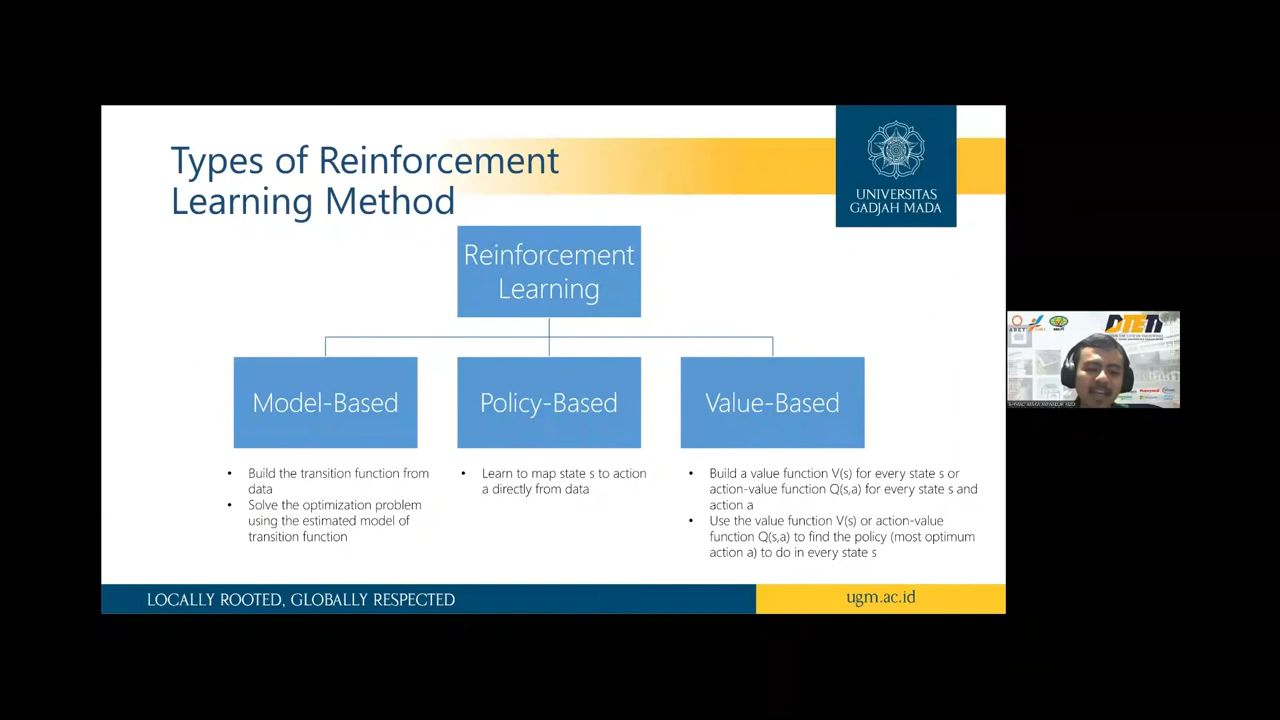 Types of Reinforcement
Learning Method
UNIVERSITAS
GADJAH MADA
Reinforcement
Learning
Model-Based
Policy-Based
Value-Based
• Build the transition function from
data
• Solve the optimization problem
using the estimated model of
transition function
• Learn to map state s to action
a directly from data
• Build a value function V(s) for every state s or
action-value function Q(s,a) for every state s and
action a
• Use the value function V(s) or action-value
function Q(s,a) to find the policy (most optimum
action a) to do in every state s
LOCALLY ROOTED, GLOBALLY RESPECTED
ugm.ac.id
DTETI